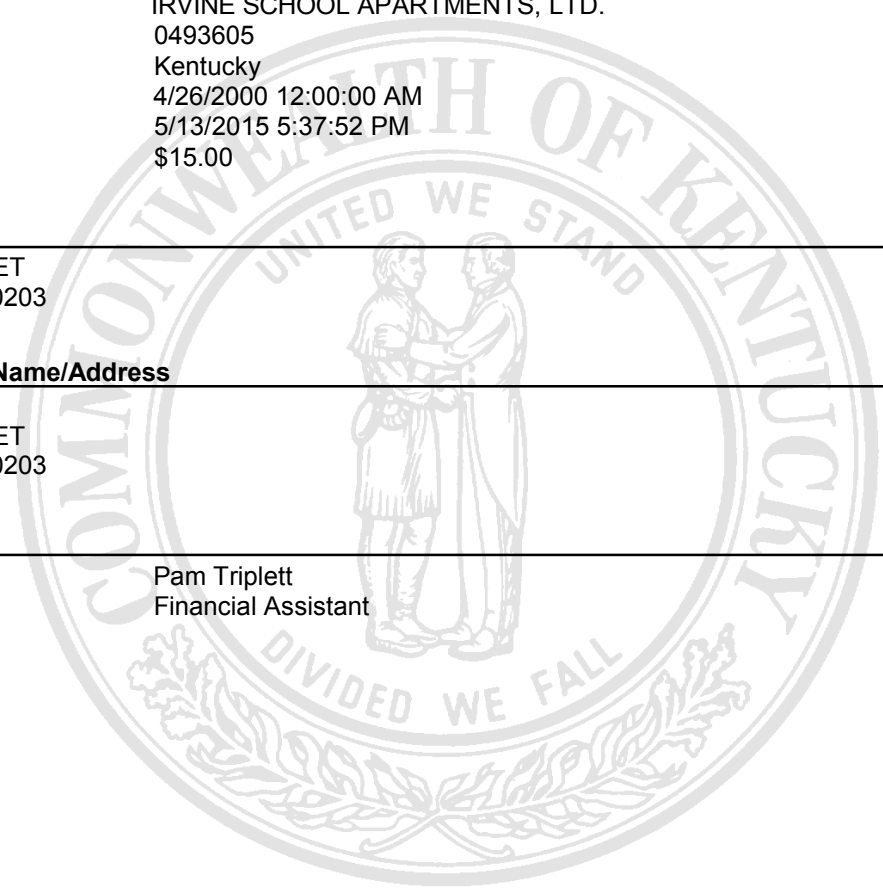 IRVINE SCHOOL APARTMENTS, LTD.
0493605
Kentucky
4/26/2000 12:00:00 AM
5/13/2015 5:37:52 PM
$15.00
ET
0203
Name/Address
ET
0203
Pam Triplett
Financial Assistant
COMMONWEALTH OF KENTUCKY
UNITED WE STAND
DIVIDED WE FALL